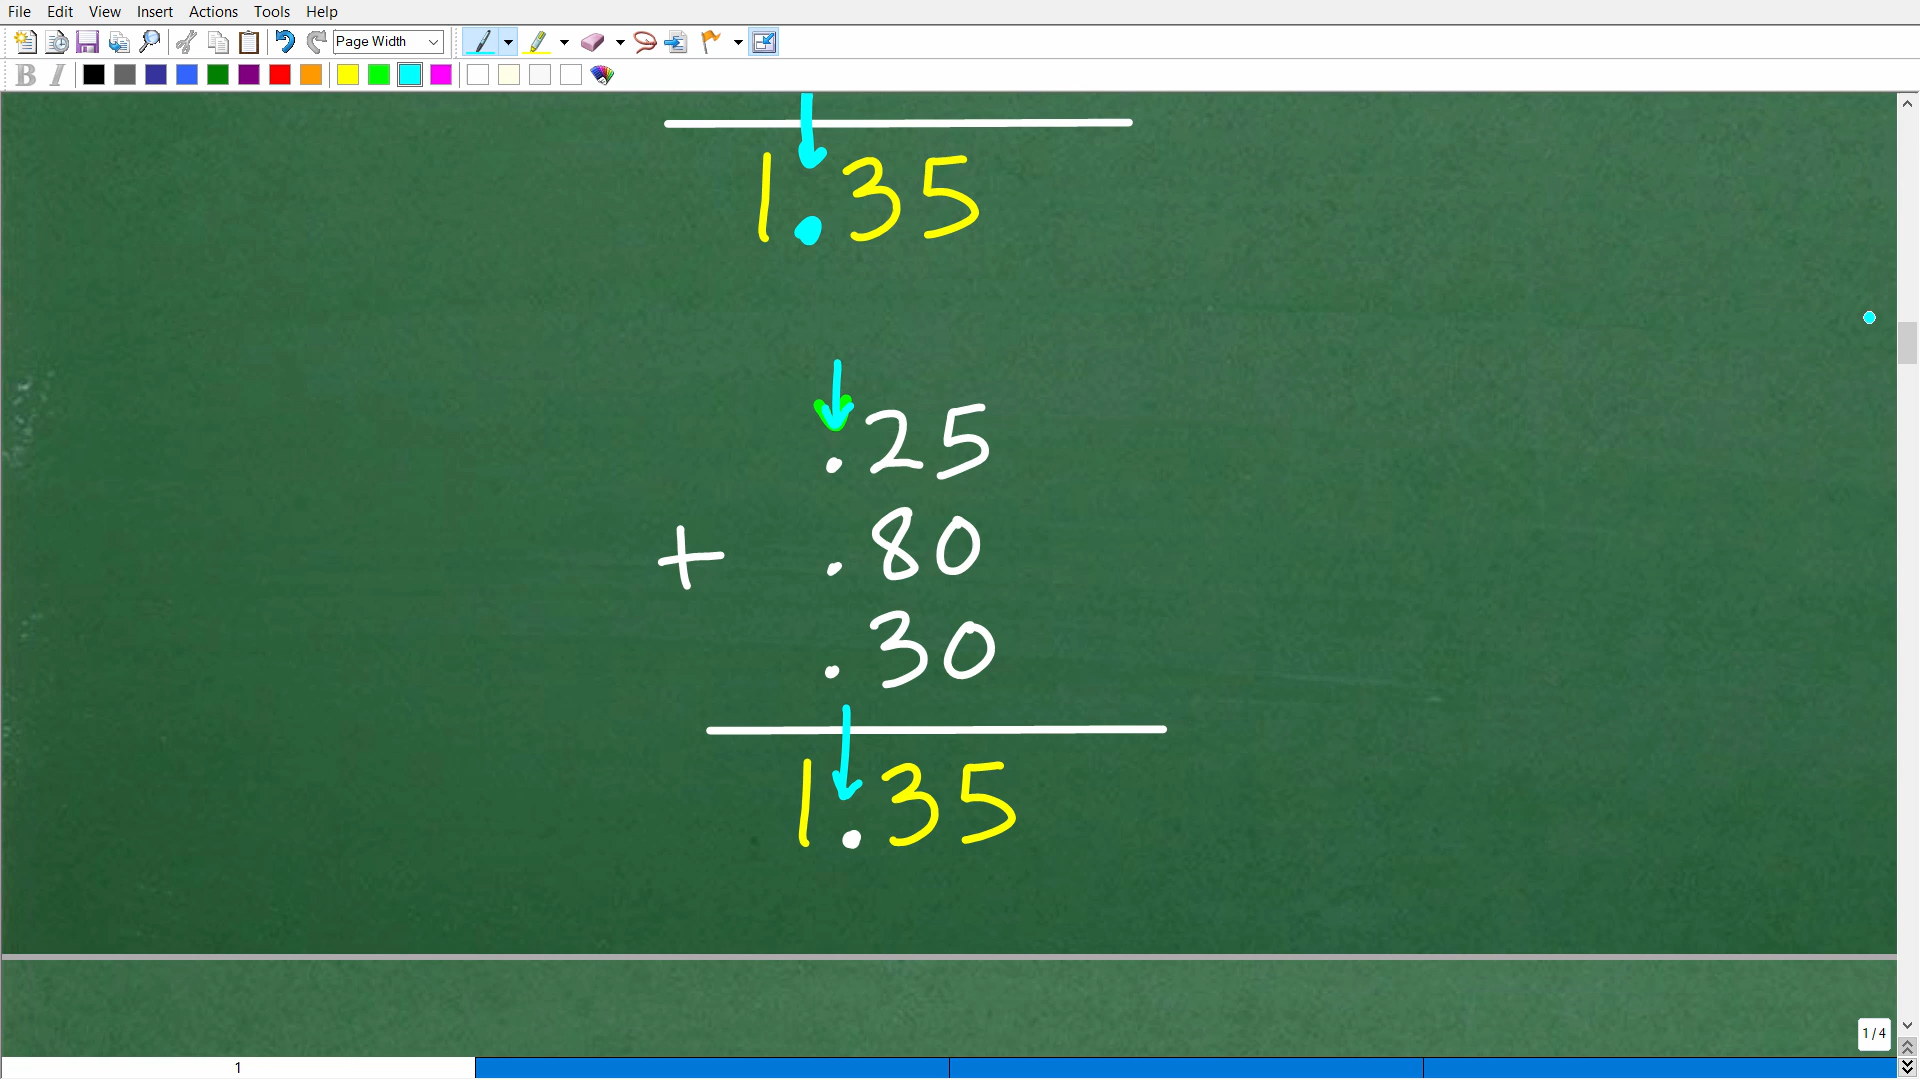 File Edit View Insert Actions Tools Help
Page Width
B I
1.35
.25
+ .80
.30
1.35
1 / 4
1